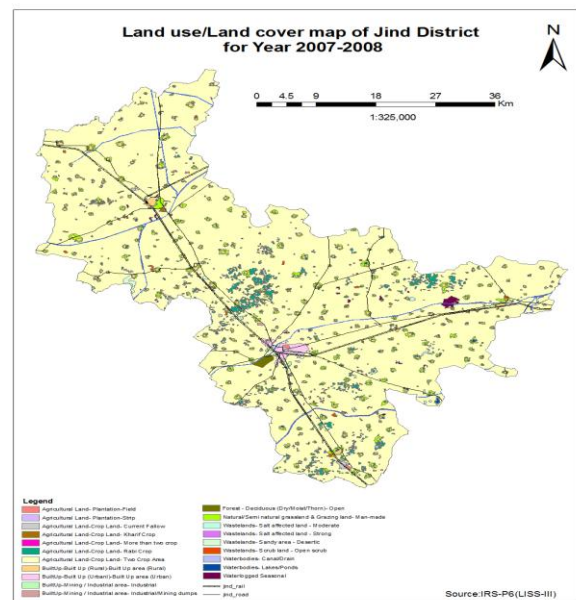 Land use/Land cover map of Jind District
for Year 2007-2008
N
0 4.5 9 18 27 36
Km
1:325,000
Legend
Agricultural Land- Plantation-Field
Agricultural Land- Plantation-Strip
Agricultural Land-Crop Land- Current Fallow
Agricultural Land-Crop Land- Kharif Crop
Agricultural Land-Crop Land- More than two crop
Agricultural Land-Crop Land- Rabi Crop
Agricultural Land-Crop Land- Two Crop Area
BuiltUp-Built Up (Rural)-Built Up area (Rural)
BuiltUp-Built Up (Urban)-Built-Up area (Urban)
BuiltUp-Mining / Industrial area- Industrial
BuiltUp-Mining / Industrial area- Industrial/Mining dumps
Forest - Deciduous (Dry/Moist/Thorn)- Open
Natural/Semi natural grassland & Grazing land- Man-made
Wastelands- Salt affected land - Moderate
Wastelands- Salt affected land - Strong
Wastelands- Sandy area - Desertic
Wastelands- Scrub land - Open scrub
Waterbodies- Canal/Drain
Waterbodies- Lakes/Ponds
Waterlogged Seasonal
jind_rail
jind_road
Source:IRS-P6(LISS-III)